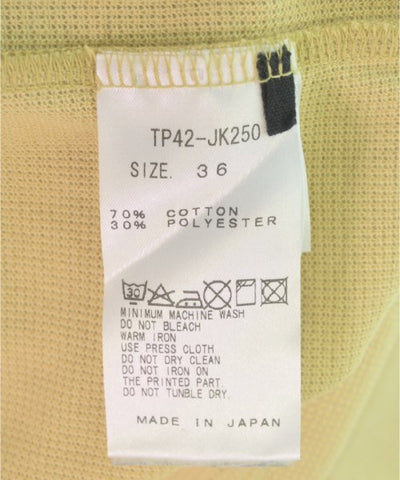 TP42-JK250
SIZE. 36
70% COTTON
30% POLYESTER
30
MINIMUM MACHINE WASH
DO NOT BLEACH
WARM IRON
USE PRESS CLOTH
DO NOT DRY CLEAN
DO NOT IRON ON
THE PRINTED PART.
DO NOT TUMBLE DRY.
MADE IN JAPAN